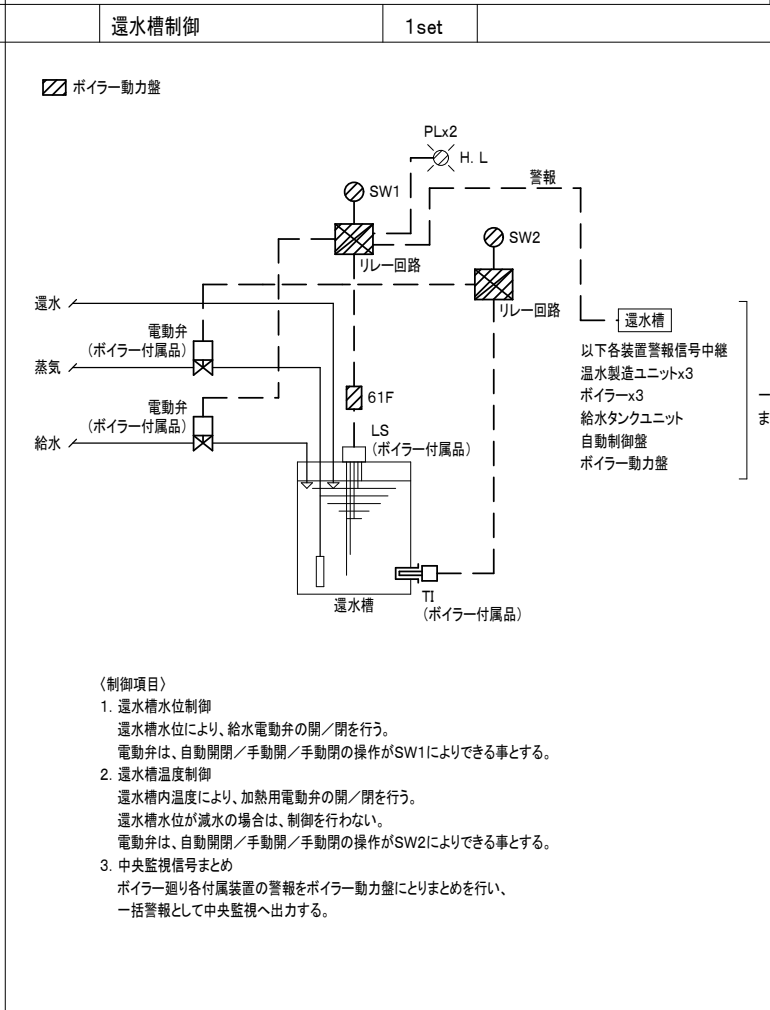 還水槽制御 1set
ボイラー動力盤
PLx2
H. L
警報
SW1
SW2
リレー回路
リレー回路
還水
電動弁
(ボイラー付属品)
蒸気
電動弁
(ボイラー付属品)
給水
61F
LS
(ボイラー付属品)
還水槽
TI
(ボイラー付属品)
還水槽
以下各装置警報信号中継
温水製造ユニットx3
ボイラーx3
給水タンクユニット
自動制御盤
ボイラー動力盤
一
ま
〈制御項目〉
1. 還水槽水位制御
還水槽水位により、給水電動弁の開／閉を行う。
電動弁は、自動開閉／手動開／手動閉の操作がSW1によりできる事とする。
2. 還水槽温度制御
還水槽内温度により、加熱用電動弁の開／閉を行う。
還水槽水位が減水の場合は、制御を行わない。
電動弁は、自動開閉／手動開／手動閉の操作がSW2によりできる事とする。
3. 中央監視信号まとめ
ボイラー廻り各付属装置の警報をボイラー動力盤にとりまとめを行い、
一括警報として中央監視へ出力する。